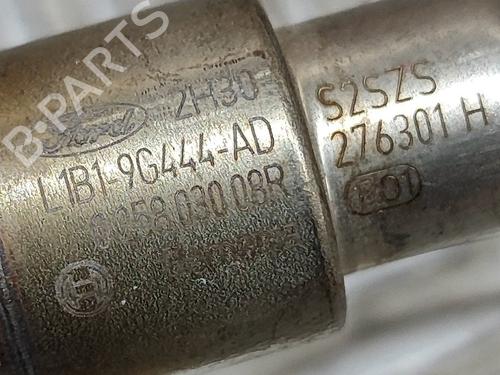 B-PARTS
Ford
2H30
L1B1-9G444-AD
0 258 030 08R
S2SZS
276301 H